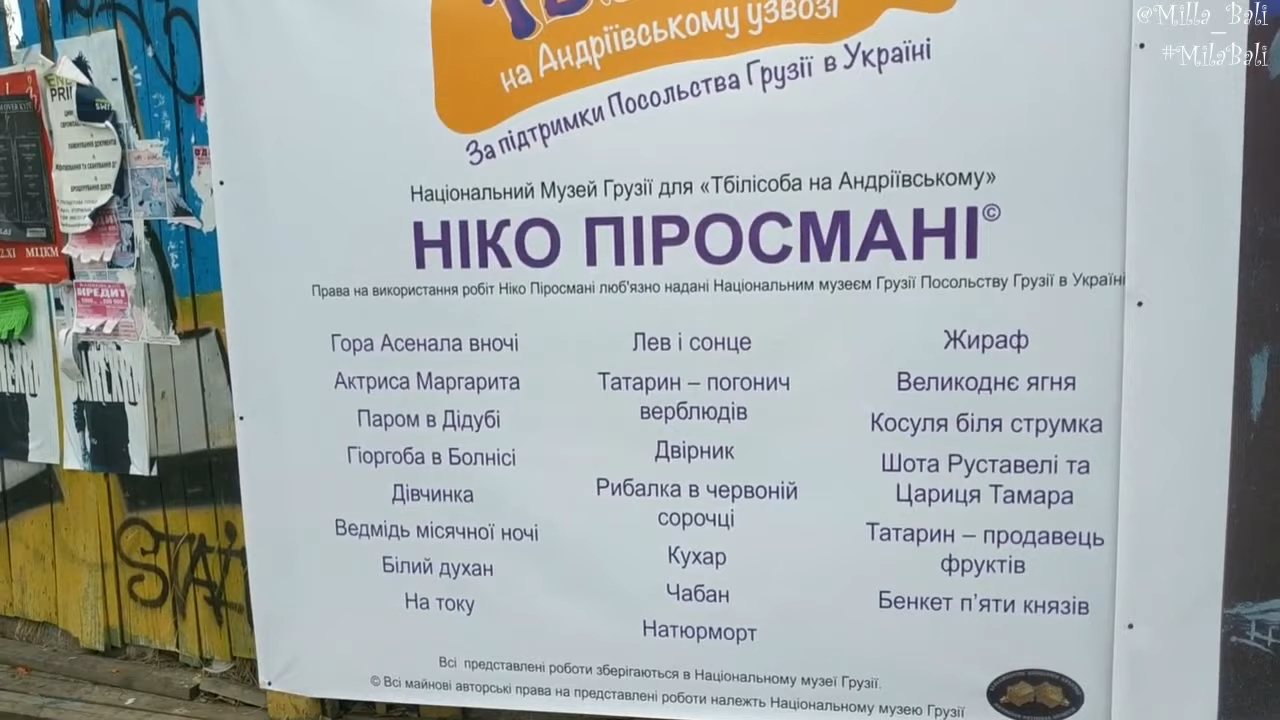 @Milla_Bali
#MilaBali
на Андріївському узвозі
За підтримки Посольства Грузії в Україні
Національний Музей Грузії для «Тбілісоба на Андріївському»
НІКО ПІРОСМАНІ©
Права на використання робіт Ніко Піросмані люб'язно надані Національним музеєм Грузії Посольству Грузії в Україні
Гора Асенала вночі
Актриса Маргарита
Паром в Дідубі
Гіоргоба в Болнісі
Дівчинка
Ведмідь місячної ночі
Білий духан
На току
Лев і сонце
Татарин – погонич
верблюдів
Двірник
Рибалка в червоній
сорочці
Кухар
Чабан
Натюрморт
Жираф
Великоднє ягня
Косуля біля струмка
Шота Руставелі та
Цариця Тамара
Татарин – продавець
фруктів
Бенкет п’яти князів
Всі представлені роботи зберігаються в Національному музеї Грузії.
© Всі майнові авторські права на представлені роботи належть Національному музею Грузії
МЦКМ
КРЕДИТ